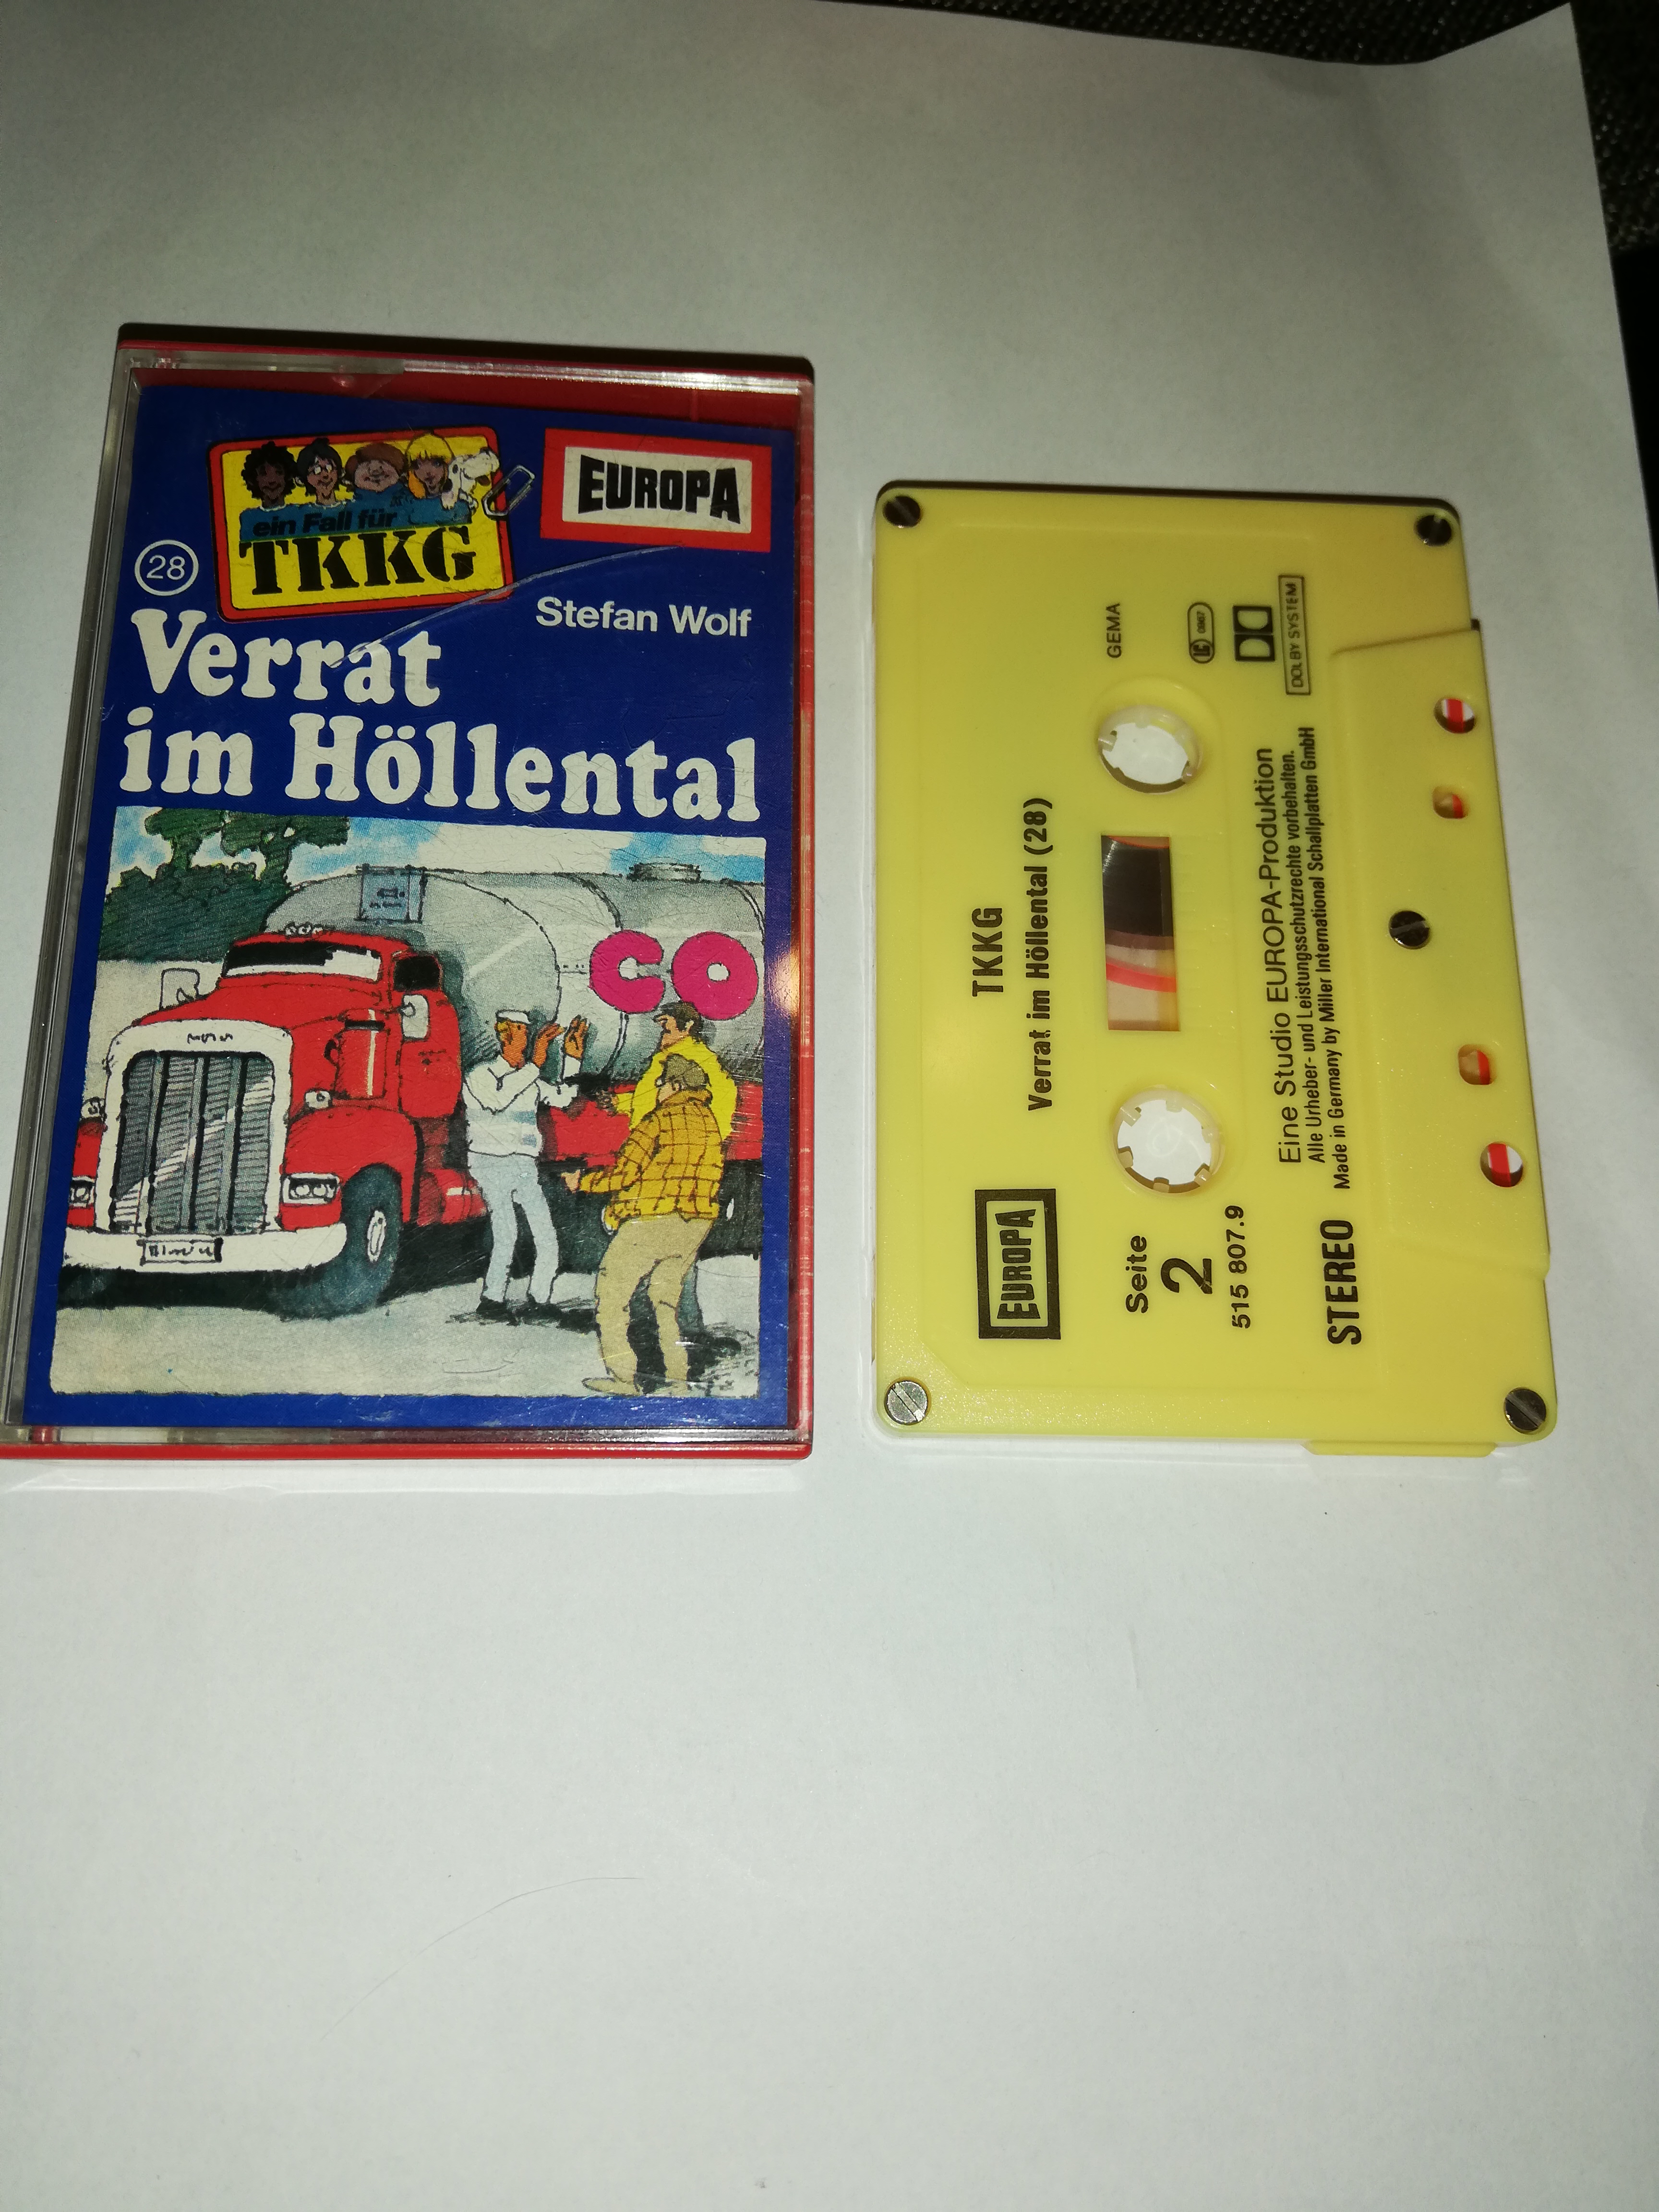 ein Fall für
TKKG
EUROPA
28
Stefan Wolf
Verrat
im Höllental
CO
TKKG
Verrat im Höllental (28)
GEMA
LC 0967
DOLBY SYSTEM
EUROPA
Seite
2
515 807.9
Eine Studio EUROPA-Produktion
Alle Urheber- und Leistungsschutzrechte vorbehalten.
Made in Germany by Miller International Schallplatten GmbH
STEREO